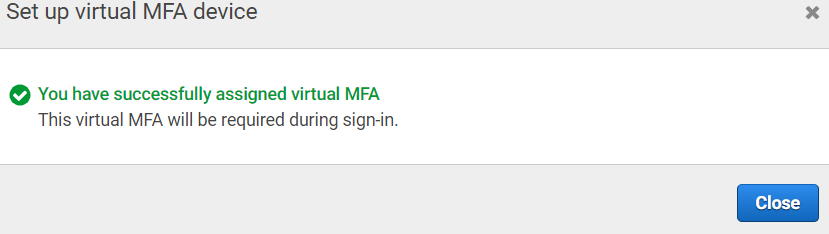 Set up virtual MFA device
You have successfully assigned virtual MFA
This virtual MFA will be required during sign-in.
Close